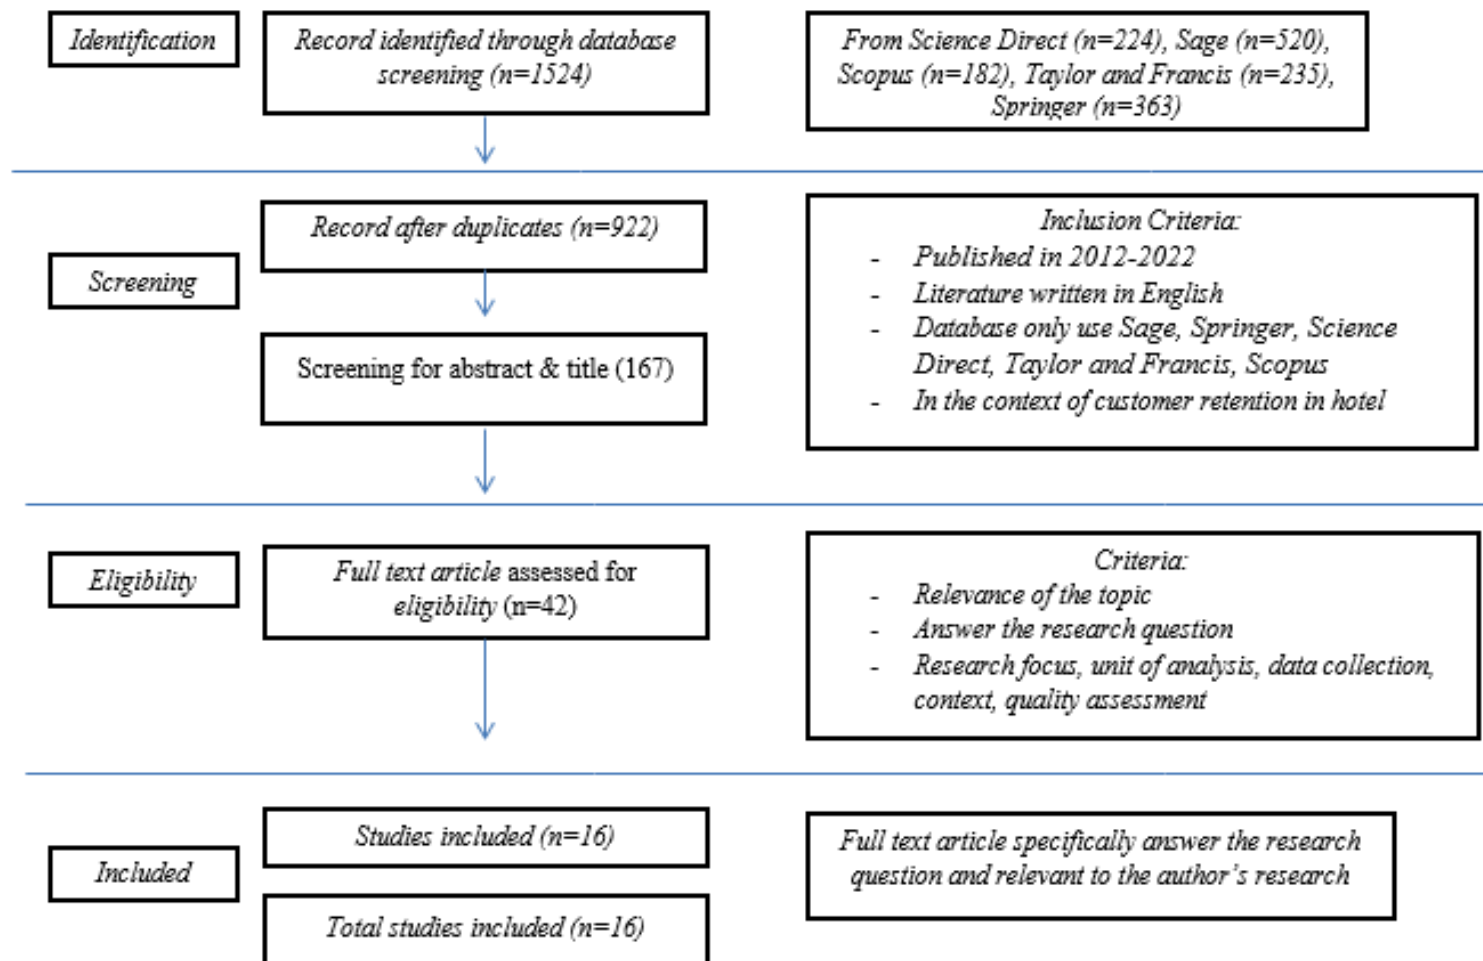 Identification
Record identified through database
screening (n=1524)
From Science Direct (n=224), Sage (n=520),
Scopus (n=182), Taylor and Francis (n=235),
Springer (n=363)
Screening
Record after duplicates (n=922)
Screening for abstract & title (167)
Inclusion Criteria:
- Published in 2012-2022
- Literature written in English
- Database only use Sage, Springer, Science
Direct, Taylor and Francis, Scopus
- In the context of customer retention in hotel
Eligibility
Full text article assessed for
eligibility (n=42)
Criteria:
- Relevance of the topic
- Answer the research question
- Research focus, unit of analysis, data collection,
context, quality assessment
Included
Studies included (n=16)
Total studies included (n=16)
Full text article specifically answer the research
question and relevant to the author's research